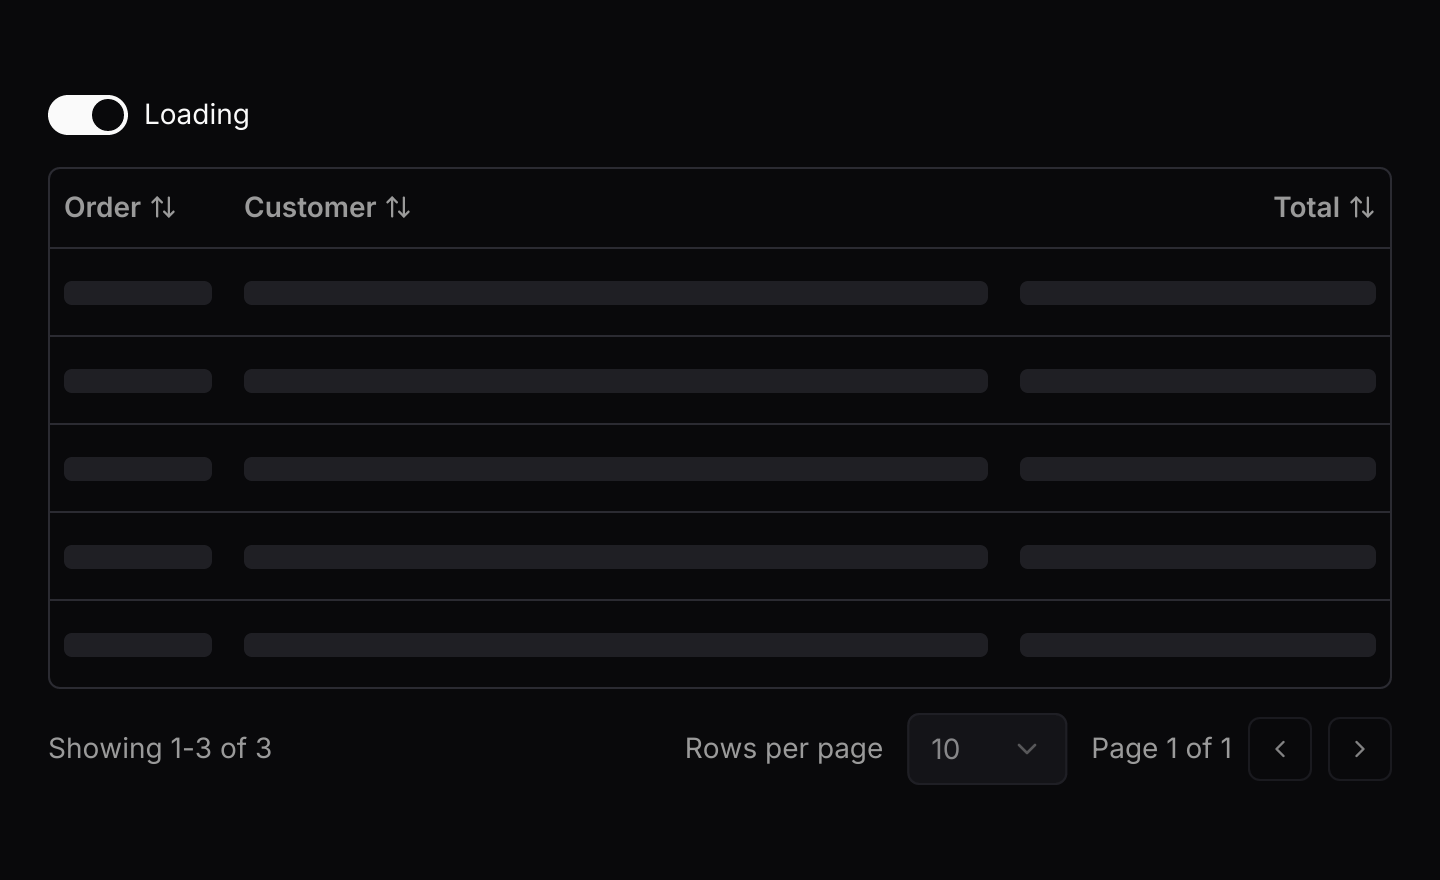 Loading
Order Customer Total
Showing 1-3 of 3 Rows per page 10 Page 1 of 1